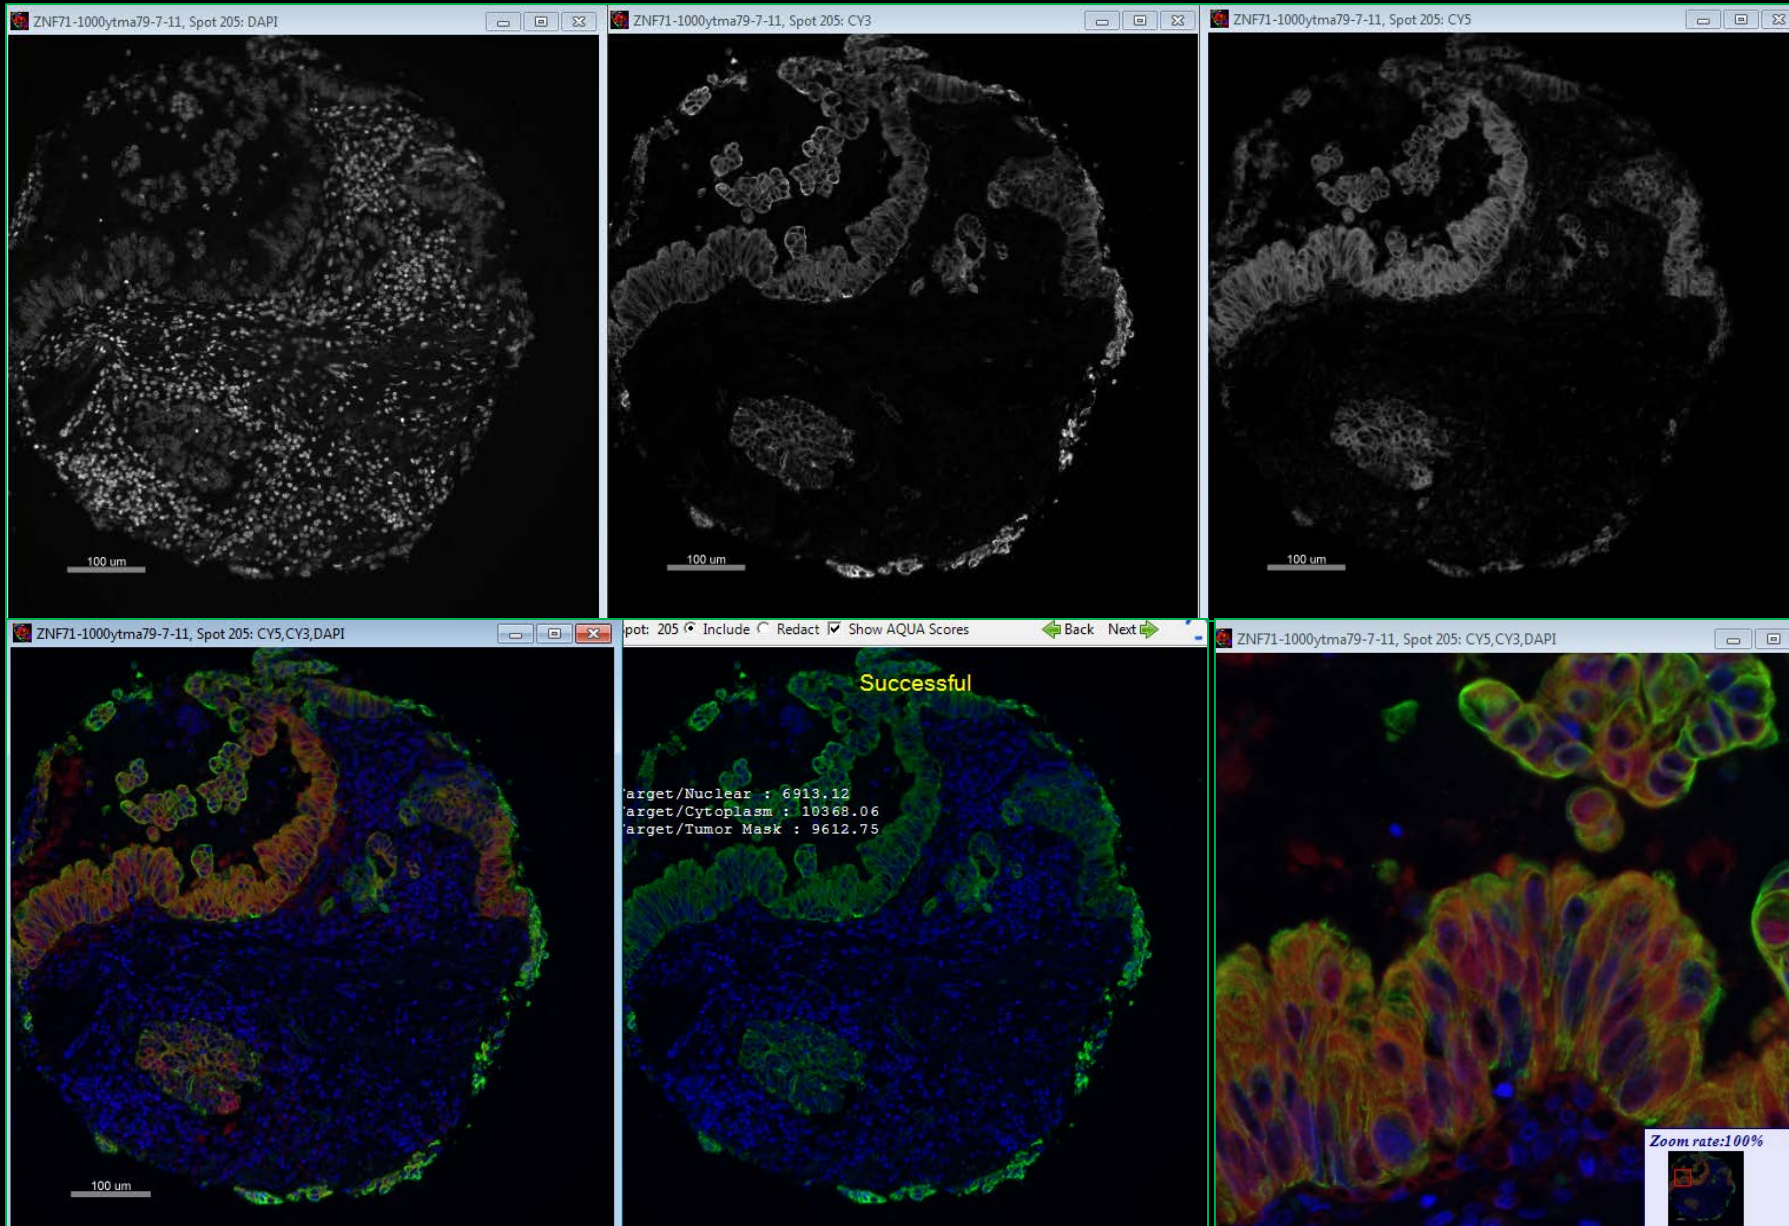 ZNF71-1000ytma79-7-11, Spot 205: DAPI
ZNF71-1000ytma79-7-11, Spot 205: CY3
ZNF71-1000ytma79-7-11, Spot 205: CY5
100 um
100 um
100 um
ZNF71-1000ytma79-7-11, Spot 205: CY5,CY3,DAPI
pot: 205 Include Redact Show AQUA Scores Back Next
ZNF71-1000ytma79-7-11, Spot 205: CY5,CY3,DAPI
Successful
arget/Nuclear : 6913.12
arget/Cytoplasm : 10368.06
arget/Tumor Mask : 9612.75
100 um
Zoom rate:100%